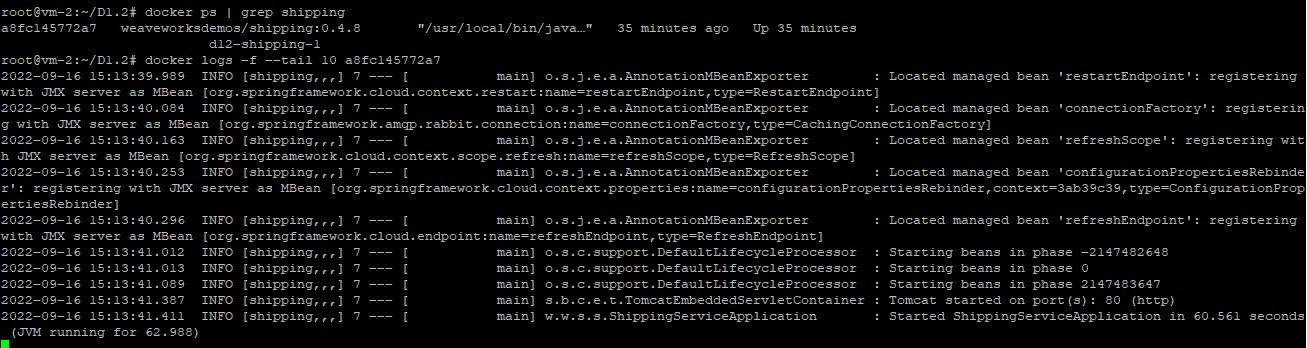 root@vm-2:~/D1.2# docker ps | grep shipping
a8fc145772a7   weaveworksdemos/shipping:0.4.8       "/usr/local/bin/java…"   35 minutes ago   Up 35 minutes
                          d12-shipping-1
root@vm-2:~/D1.2# docker logs -f --tail 10 a8fc145772a7
2022-09-16 15:13:39.989  INFO [shipping,,,] 7 --- [           main] o.s.j.e.a.AnnotationMBeanExporter        : Located managed bean 'restartEndpoint': registering
with JMX server as MBean [org.springframework.cloud.context.restart:name=restartEndpoint,type=RestartEndpoint]
2022-09-16 15:13:40.084  INFO [shipping,,,] 7 --- [           main] o.s.j.e.a.AnnotationMBeanExporter        : Located managed bean 'connectionFactory': registerin
g with JMX server as MBean [org.springframework.amqp.rabbit.connection:name=connectionFactory,type=CachingConnectionFactory]
2022-09-16 15:13:40.163  INFO [shipping,,,] 7 --- [           main] o.s.j.e.a.AnnotationMBeanExporter        : Located managed bean 'refreshScope': registering wit
h JMX server as MBean [org.springframework.cloud.context.scope.refresh:name=refreshScope,type=RefreshScope]
2022-09-16 15:13:40.253  INFO [shipping,,,] 7 --- [           main] o.s.j.e.a.AnnotationMBeanExporter        : Located managed bean 'configurationPropertiesRebinde
r': registering with JMX server as MBean [org.springframework.cloud.context.properties:name=configurationPropertiesRebinder,context=3ab39c39,type=ConfigurationProp
ertiesRebinder]
2022-09-16 15:13:40.296  INFO [shipping,,,] 7 --- [           main] o.s.j.e.a.AnnotationMBeanExporter        : Located managed bean 'refreshEndpoint': registering
with JMX server as MBean [org.springframework.cloud.endpoint:name=refreshEndpoint,type=RefreshEndpoint]
2022-09-16 15:13:41.012  INFO [shipping,,,] 7 --- [           main] o.s.c.support.DefaultLifecycleProcessor  : Starting beans in phase -2147482648
2022-09-16 15:13:41.013  INFO [shipping,,,] 7 --- [           main] o.s.c.support.DefaultLifecycleProcessor  : Starting beans in phase 0
2022-09-16 15:13:41.089  INFO [shipping,,,] 7 --- [           main] o.s.c.support.DefaultLifecycleProcessor  : Starting beans in phase 2147483647
2022-09-16 15:13:41.387  INFO [shipping,,,] 7 --- [           main] s.b.c.e.t.TomcatEmbeddedServletContainer : Tomcat started on port(s): 80 (http)
2022-09-16 15:13:41.411  INFO [shipping,,,] 7 --- [           main] w.w.s.s.ShippingServiceApplication       : Started ShippingServiceApplication in 60.561 seconds
 (JVM running for 62.988)